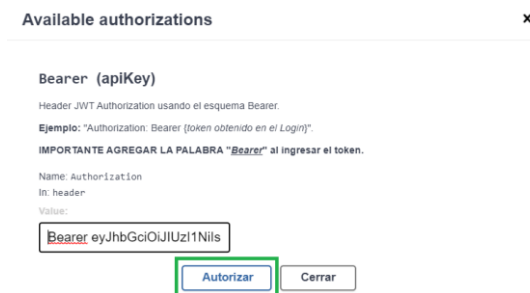 Available authorizations
Bearer (apiKey)
Header JWT Authorization usando el esquema Bearer.
Ejemplo: "Authorization: Bearer {token obtenido en el Login}".
IMPORTANTE AGREGAR LA PALABRA "Bearer" al ingresar el token.
Name: Authorization
In: header
Value:
Bearer eyJhbGciOiJIUzI1NiIs
Autorizar Cerrar